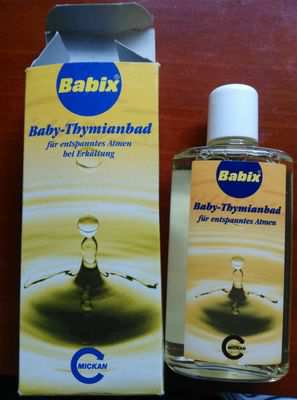 Babix®
Baby-Thymianbad
für entspanntes Atmen
bei Erkältung
MICKAN
Babix®
Baby-Thymianbad
für entspanntes Atmen
MICKAN